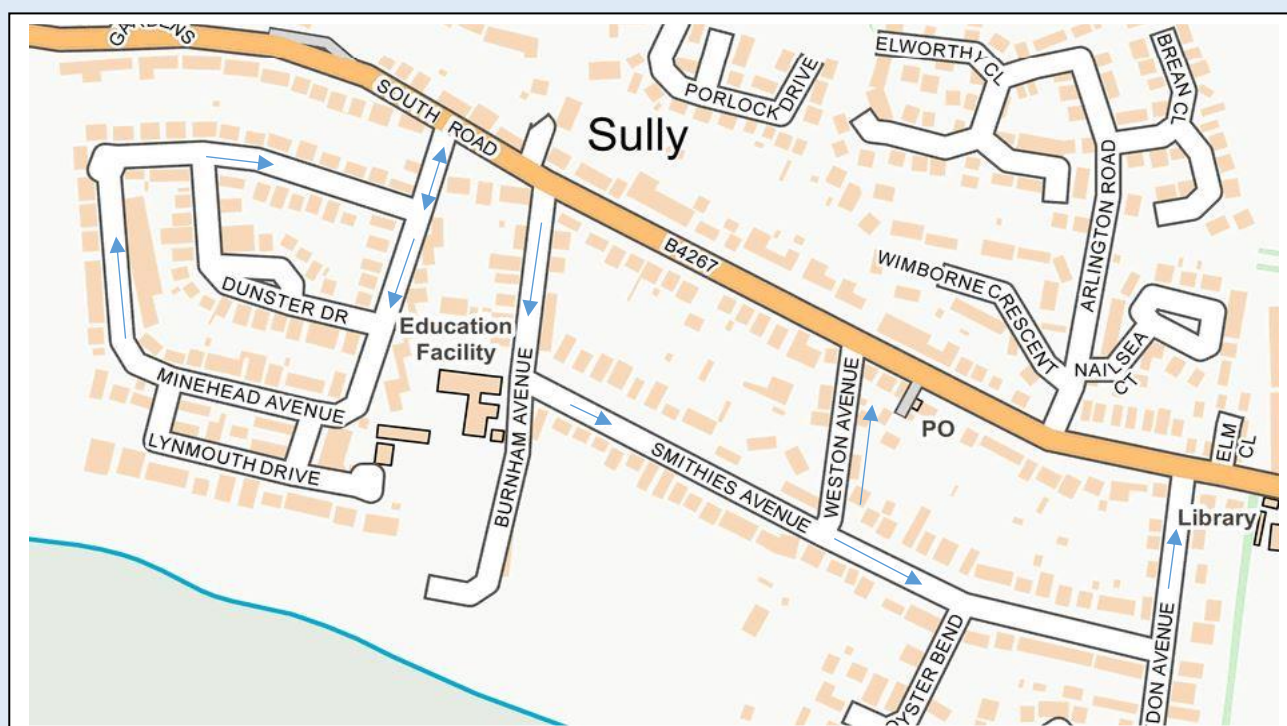 GARDENS
SOUTH ROAD
Sully
PORLOCK DRIVE
ELWORTHY CL
BREAN CL
ARLINGTON ROAD
B4267
WIMBORNE CRESCENT
NAILSEA
CT
DUNSTER DR
Education
Facility
MINEHEAD AVENUE
LYNMOUTH DRIVE
BURNHAM AVENUE
SMITHIES AVENUE
WESTON AVENUE
PO
ELM
CL
Library
OYSTER BEND
DON AVENUE